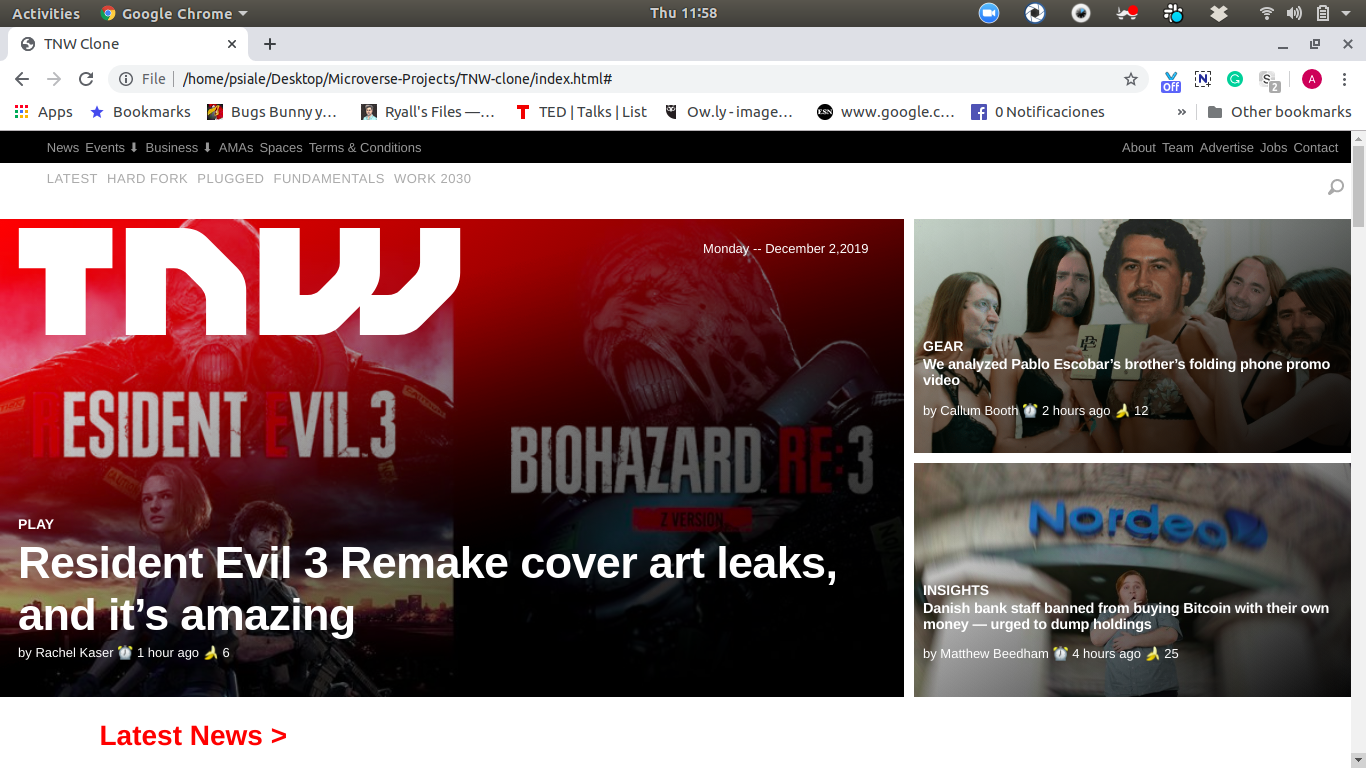 Activities Google Chrome Thu 11:58
TNW Clone
File /home/psiale/Desktop/Microverse-Projects/TNW-clone/index.html#
Off N S 2 A
Apps Bookmarks Bugs Bunny y… Ryall's Files —… TED | Talks | List Ow.ly - image… ESN www.google.c… 0 Notificaciones » Other bookmarks
News Events ⬇ Business ⬇ AMAs Spaces Terms & Conditions About Team Advertise Jobs Contact
LATEST HARD FORK PLUGGED FUNDAMENTALS WORK 2030
TNW
Monday -- December 2,2019
RESIDENT EVIL 3
BIOHAZARD RE:3
Z VERSION
PLAY
Resident Evil 3 Remake cover art leaks,
and it’s amazing
by Rachel Kaser ⏰ 1 hour ago 🍌 6
GEAR
We analyzed Pablo Escobar’s brother’s folding phone promo
video
by Callum Booth ⏰ 2 hours ago 🍌 12
Nordea
INSIGHTS
Danish bank staff banned from buying Bitcoin with their own
money — urged to dump holdings
by Matthew Beedham ⏰ 4 hours ago 🍌 25
Latest News >